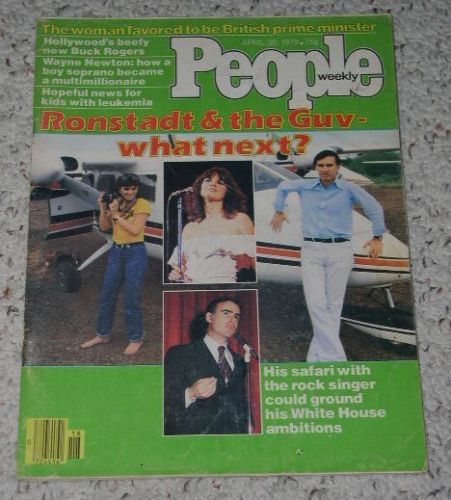 The woman favored to be British prime minister
Hollywood's beefy
new Buck Rogers
Wayne Newton: how a
boy soprano became
a multimillionaire
Hopeful news for
kids with leukemia
APRIL 30, 1979 75¢
People
weekly
Ronstadt & the Guv-
what next?
His safari with
the rock singer
could ground
his White House
ambitions
18